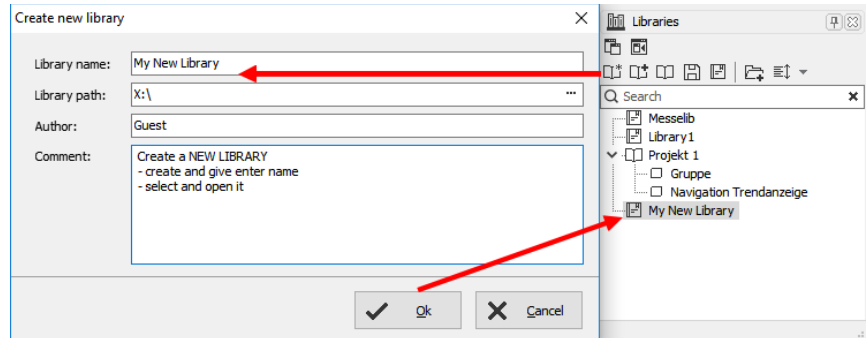 Create new library
Library name:
My New Library
Library path:
X:\
...
Author:
Guest
Comment:
Create a NEW LIBRARY
- create and give enter name
- select and open it
Ok
Cancel
Libraries
Search
Messelib
Library1
Projekt 1
Gruppe
Navigation Trendanzeige
My New Library